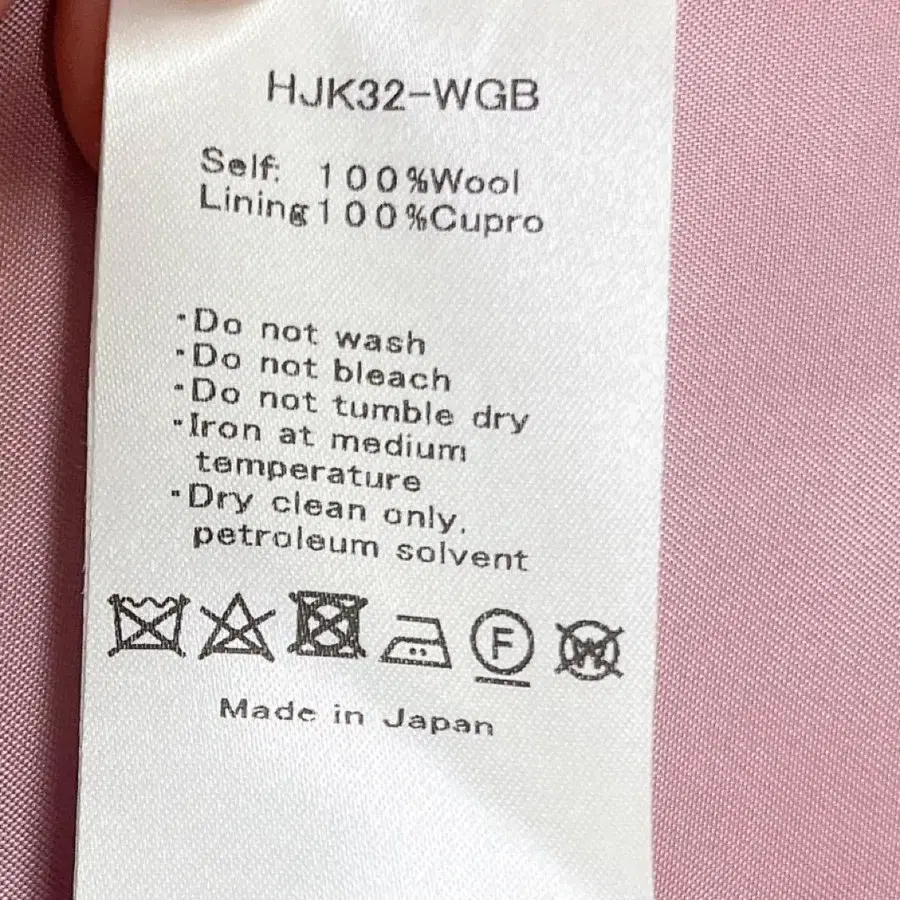 HJK32-WGB
Self: 100%Wool
Lining100%Cupro
·Do not wash
·Do not bleach
·Do not tumble dry
·Iron at medium
temperature
·Dry clean only.
petroleum solvent
F W
Made in Japan